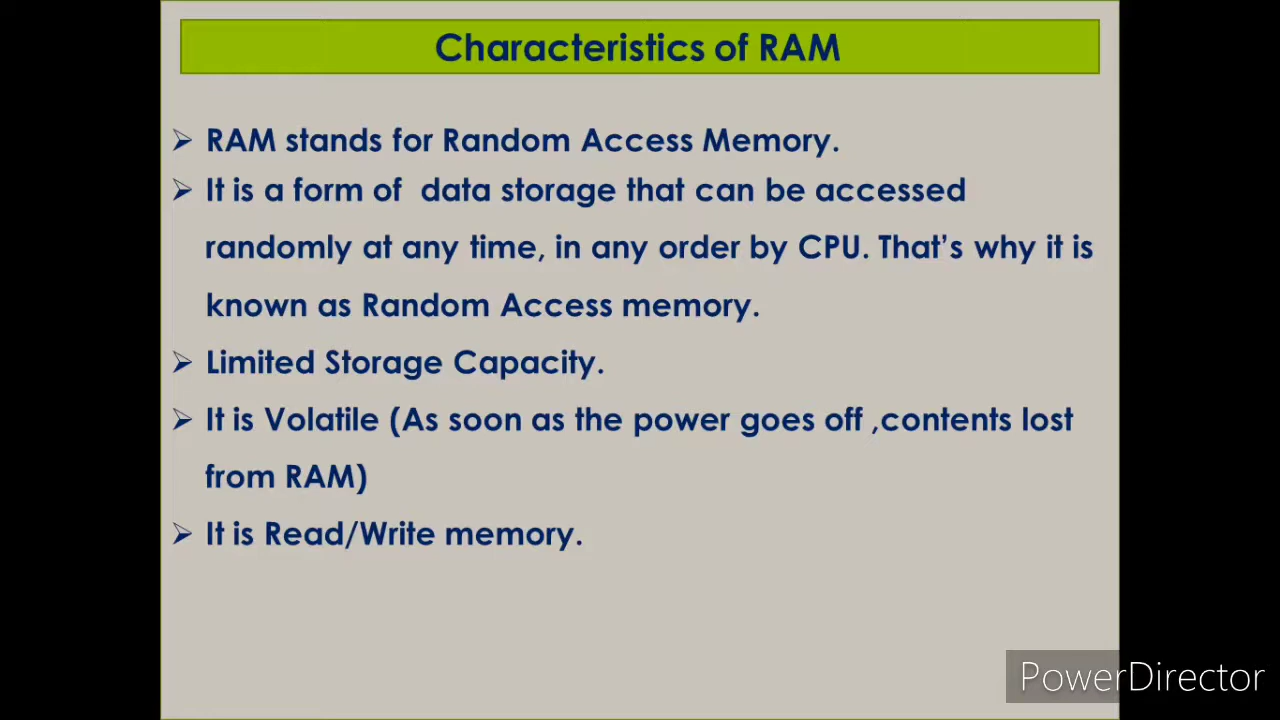 Characteristics of RAM
➢ RAM stands for Random Access Memory.
➢ It is a form of data storage that can be accessed
randomly at any time, in any order by CPU. That’s why it is
known as Random Access memory.
➢ Limited Storage Capacity.
➢ It is Volatile (As soon as the power goes off ,contents lost
from RAM)
➢ It is Read/Write memory.
PowerDirector